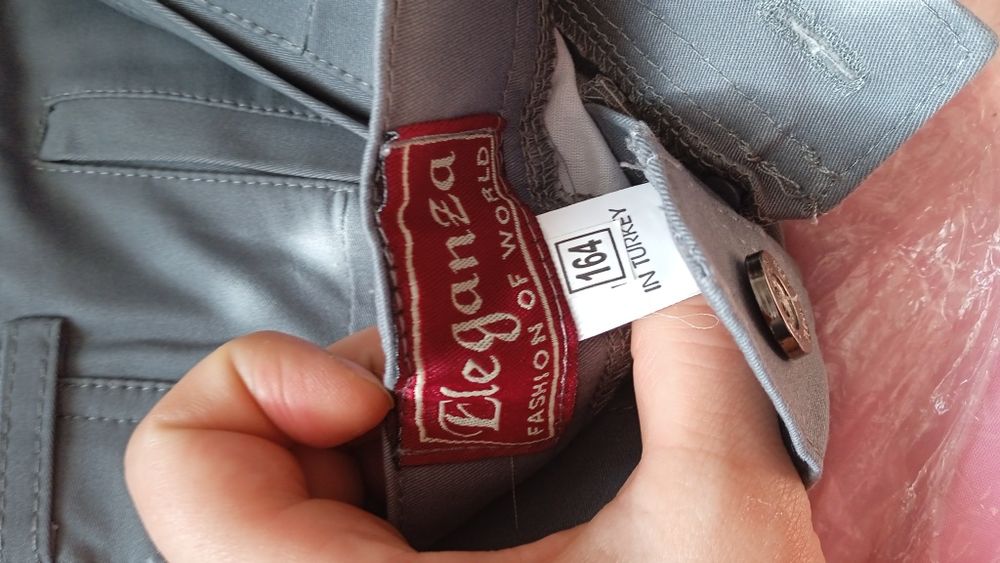 Eleganza
FASHION OF WORLD
164
IN TURKEY